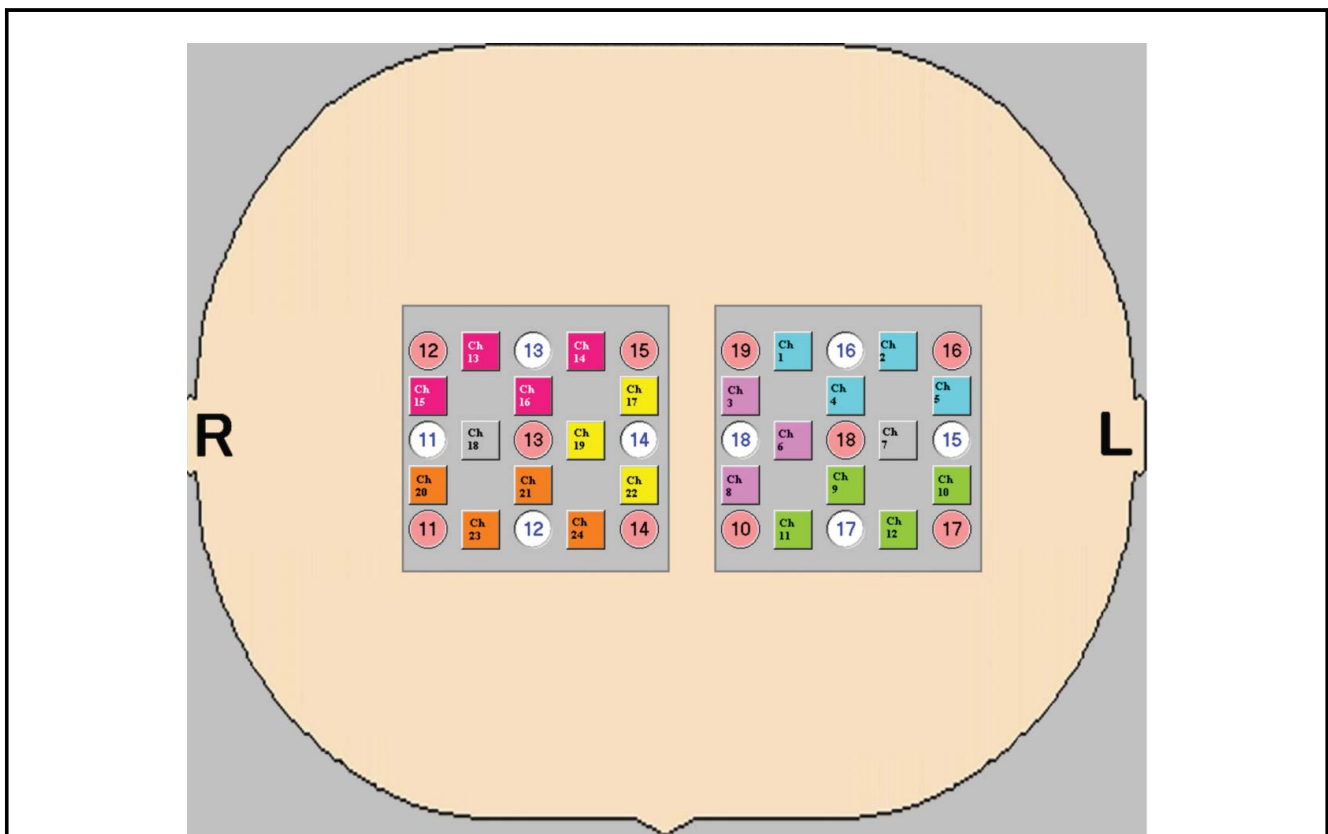 12 Ch 13 13 Ch 14 15
Ch 15 Ch 16 Ch 17
11 Ch 18 13 Ch 19 14
Ch 20 Ch 21 Ch 22
11 Ch 23 12 Ch 24 14
19 Ch 1 16 Ch 2 16
Ch 3 Ch 4 Ch 5
18 Ch 6 18 Ch 7 15
Ch 8 Ch 9 Ch 10
10 Ch 11 17 Ch 12 17
R
L